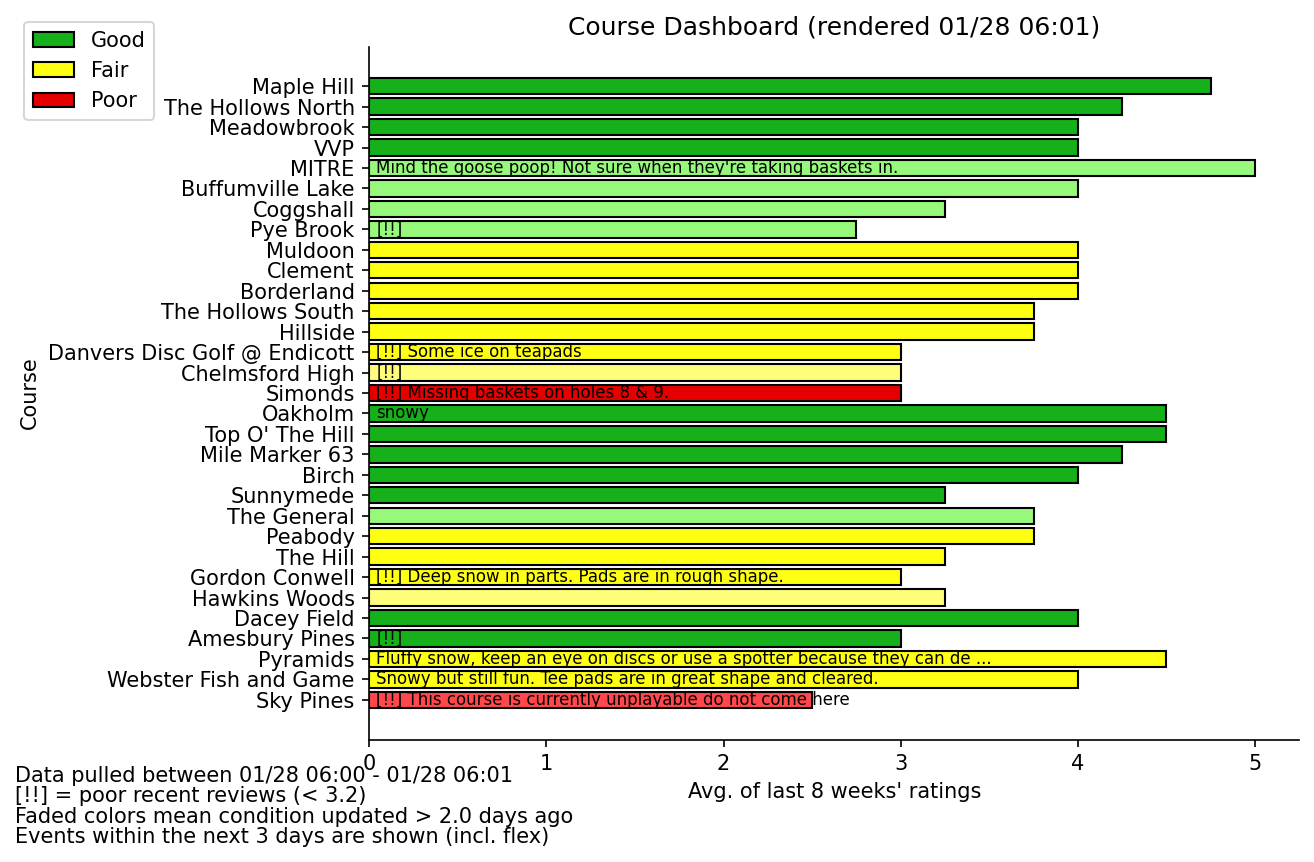 Course Dashboard (rendered 01/28 06:01)
Good
Fair
Poor
Course
Maple Hill
The Hollows North
Meadowbrook
VVP
MITRE Mind the goose poop! Not sure when they're taking baskets in.
Buffumville Lake
Coggshall
Pye Brook [!!]
Muldoon
Clement
Borderland
The Hollows South
Hillside
Danvers Disc Golf @ Endicott [!!] Some ice on teapads
Chelmsford High [!!]
Simonds [!!] Missing baskets on holes 8 & 9.
Oakholm snowy
Top O' The Hill
Mile Marker 63
Birch
Sunnymede
The General
Peabody
The Hill
Gordon Conwell [!!] Deep snow in parts. Pads are in rough shape.
Hawkins Woods
Dacey Field
Amesbury Pines [!!]
Pyramids Fluffy snow, keep an eye on discs or use a spotter because they can de ...
Webster Fish and Game Snowy but still fun. Tee pads are in great shape and cleared.
Sky Pines [!!] This course is currently unplayable do not come here
0 1 2 3 4 5
Avg. of last 8 weeks' ratings
Data pulled between 01/28 06:00 - 01/28 06:01
[!!] = poor recent reviews (< 3.2)
Faded colors mean condition updated > 2.0 days ago
Events within the next 3 days are shown (incl. flex)